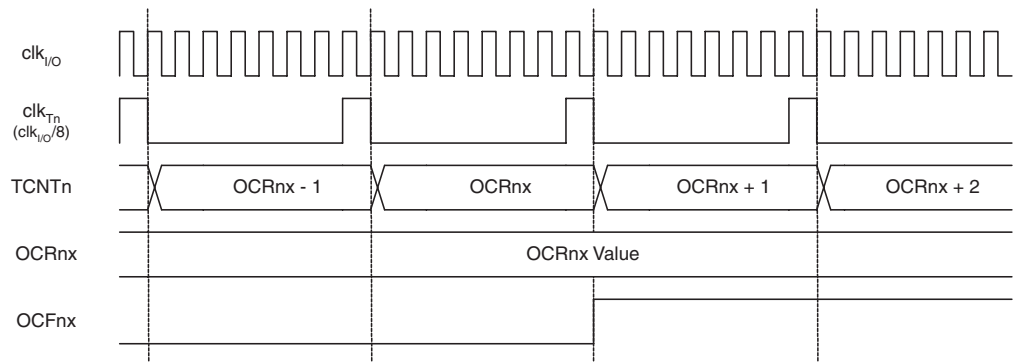 clkI/O
clkTn
(clkI/O/8)
TCNTn OCRnx - 1 OCRnx OCRnx + 1 OCRnx + 2
OCRnx OCRnx Value
OCFnx